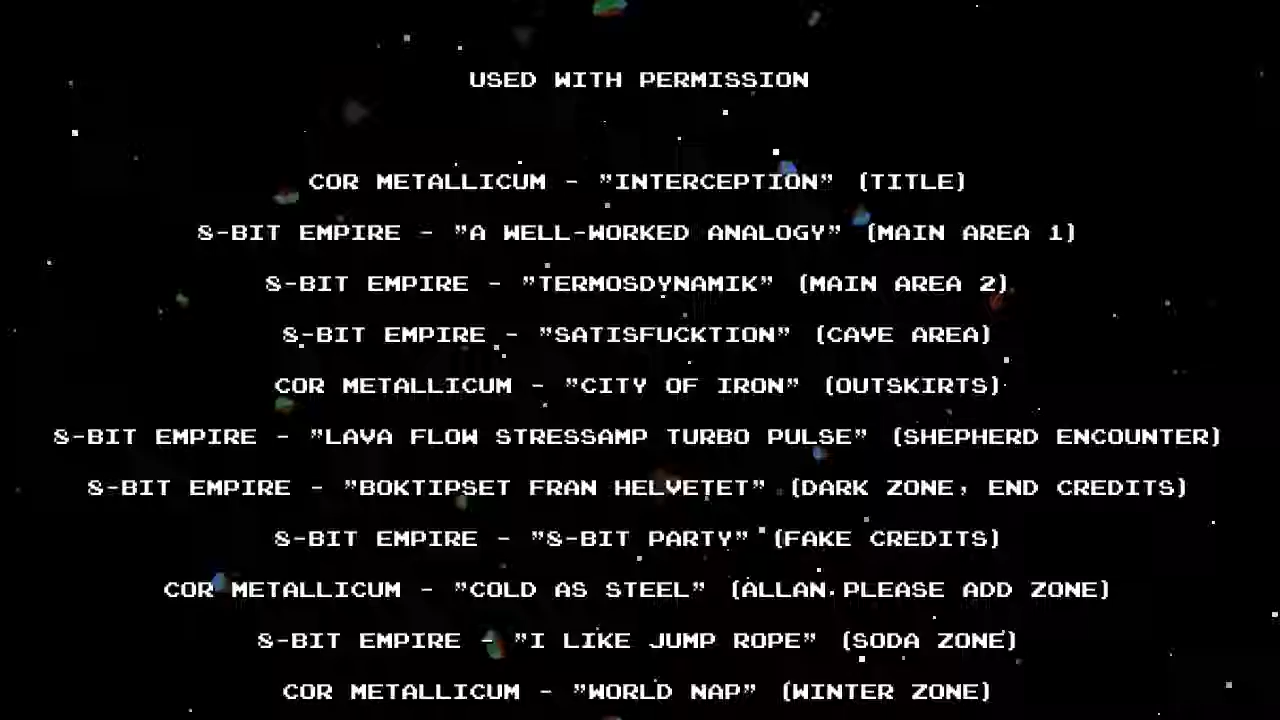 USED WITH PERMISSION
COR METALLICUM - "INTERCEPTION" (TITLE)
8-BIT EMPIRE - "A WELL-WORKED ANALOGY" (MAIN AREA 1)
8-BIT EMPIRE - "TERMOSDYNAMIK" (MAIN AREA 2)
8-BIT EMPIRE - "SATISFUCKTION" (CAVE AREA)
COR METALLICUM - "CITY OF IRON" (OUTSKIRTS)
8-BIT EMPIRE - "LAVA FLOW STRESSAMP TURBO PULSE" (SHEPHERD ENCOUNTER)
8-BIT EMPIRE - "BOKTIPSET FRAN HELVETET" (DARK ZONE, END CREDITS)
8-BIT EMPIRE - "8-BIT PARTY" (FAKE CREDITS)
COR METALLICUM - "COLD AS STEEL" (ALLAN PLEASE ADD ZONE)
8-BIT EMPIRE - "I LIKE JUMP ROPE" (SODA ZONE)
COR METALLICUM - "WORLD NAP" (WINTER ZONE)